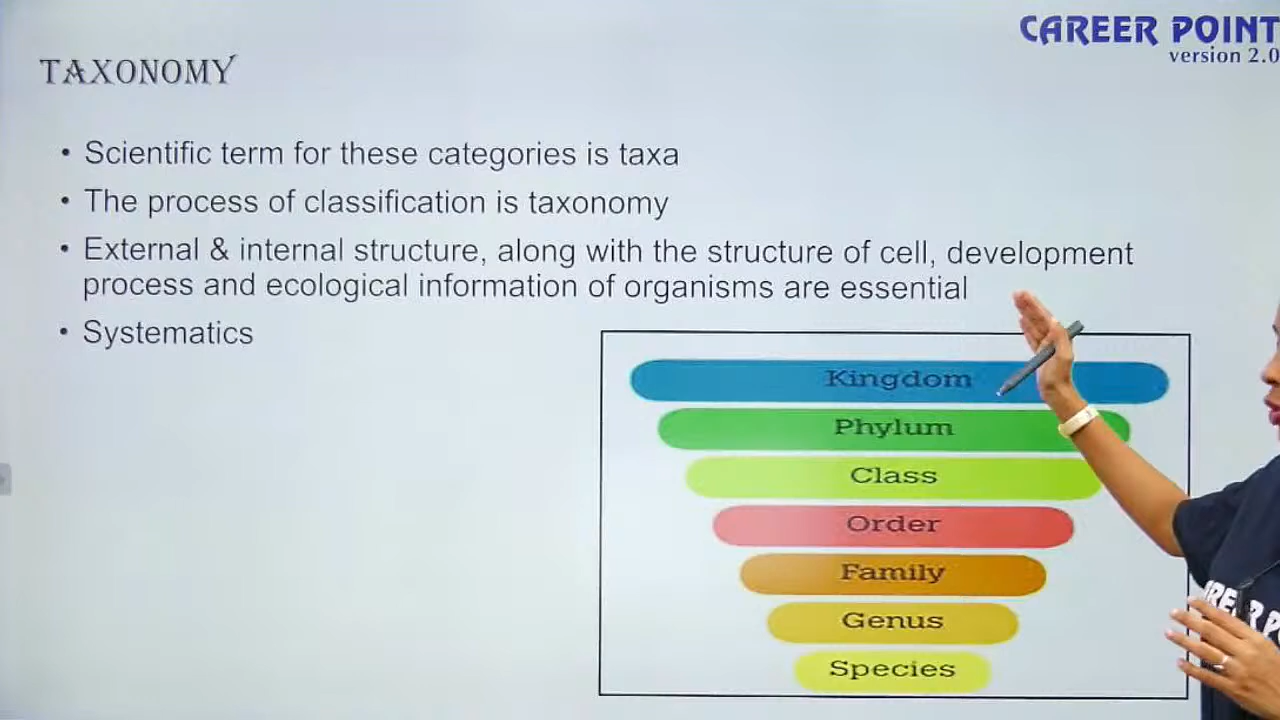 CAREER POINT
version 2.0
TAXONOMY
• Scientific term for these categories is taxa
• The process of classification is taxonomy
• External & internal structure, along with the structure of cell, development
process and ecological information of organisms are essential
• Systematics
Kingdom
Phylum
Class
Order
Family
Genus
Species